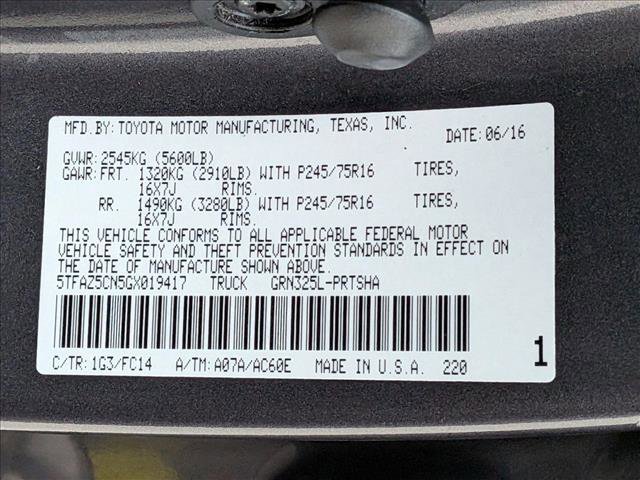 MFD.BY:TOYOTA MOTOR MANUFACTURING, TEXAS, INC.
DATE:06/16
GVWR:2545KG (5600LB)
GAWR:FRT. 1320KG (2910LB) WITH P245/75R16 TIRES,
16X7J RIMS.
RR. 1490KG (3280LB) WITH P245/75R16 TIRES,
16X7J RIMS.
THIS VEHICLE CONFORMS TO ALL APPLICABLE FEDERAL MOTOR
VEHICLE SAFETY AND THEFT PREVENTION STANDARDS IN EFFECT ON
THE DATE OF MANUFACTURE SHOWN ABOVE.
5TFAZ5CN5GX019417 TRUCK GRN325L-PRTSHA
C/TR:1G3/FC14 A/TM:A07A/AC60E MADE IN U.S.A. 220
1